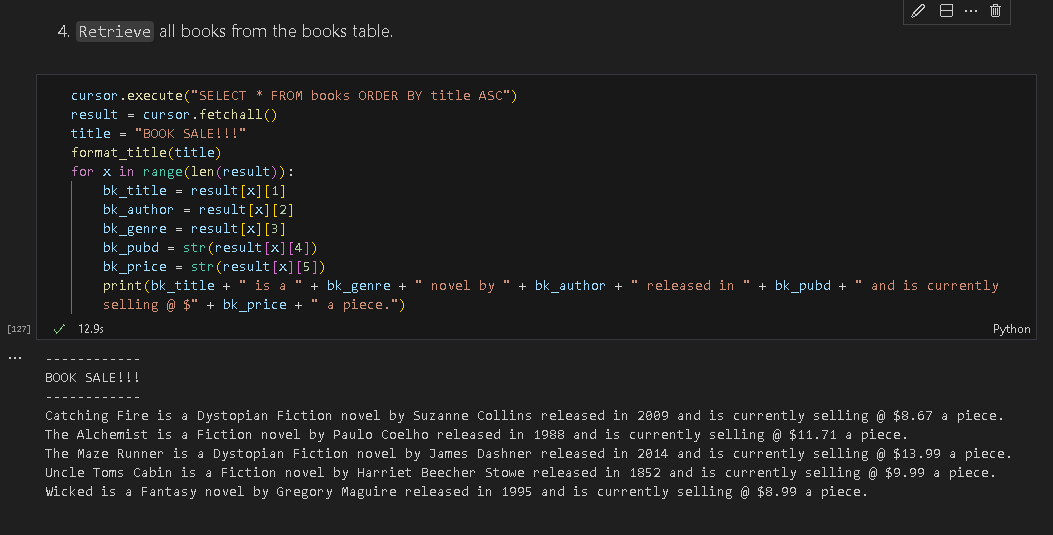 4. Retrieve all books from the books table.
cursor.execute("SELECT * FROM books ORDER BY title ASC")
result = cursor.fetchall()
title = "BOOK SALE!!!"
format_title(title)
for x in range(len(result)):
    bk_title = result[x][1]
    bk_author = result[x][2]
    bk_genre = result[x][3]
    bk_pubd = str(result[x][4])
    bk_price = str(result[x][5])
    print(bk_title + " is a " + bk_genre + " novel by " + bk_author + " released in " + bk_pubd + " and is currently
    selling @ $" + bk_price + " a piece.")
[127] 12.9s Python
------------
BOOK SALE!!!
------------
Catching Fire is a Dystopian Fiction novel by Suzanne Collins released in 2009 and is currently selling @ $8.67 a piece.
The Alchemist is a Fiction novel by Paulo Coelho released in 1988 and is currently selling @ $11.71 a piece.
The Maze Runner is a Dystopian Fiction novel by James Dashner released in 2014 and is currently selling @ $13.99 a piece.
Uncle Toms Cabin is a Fiction novel by Harriet Beecher Stowe released in 1852 and is currently selling @ $9.99 a piece.
Wicked is a Fantasy novel by Gregory Maguire released in 1995 and is currently selling @ $8.99 a piece.